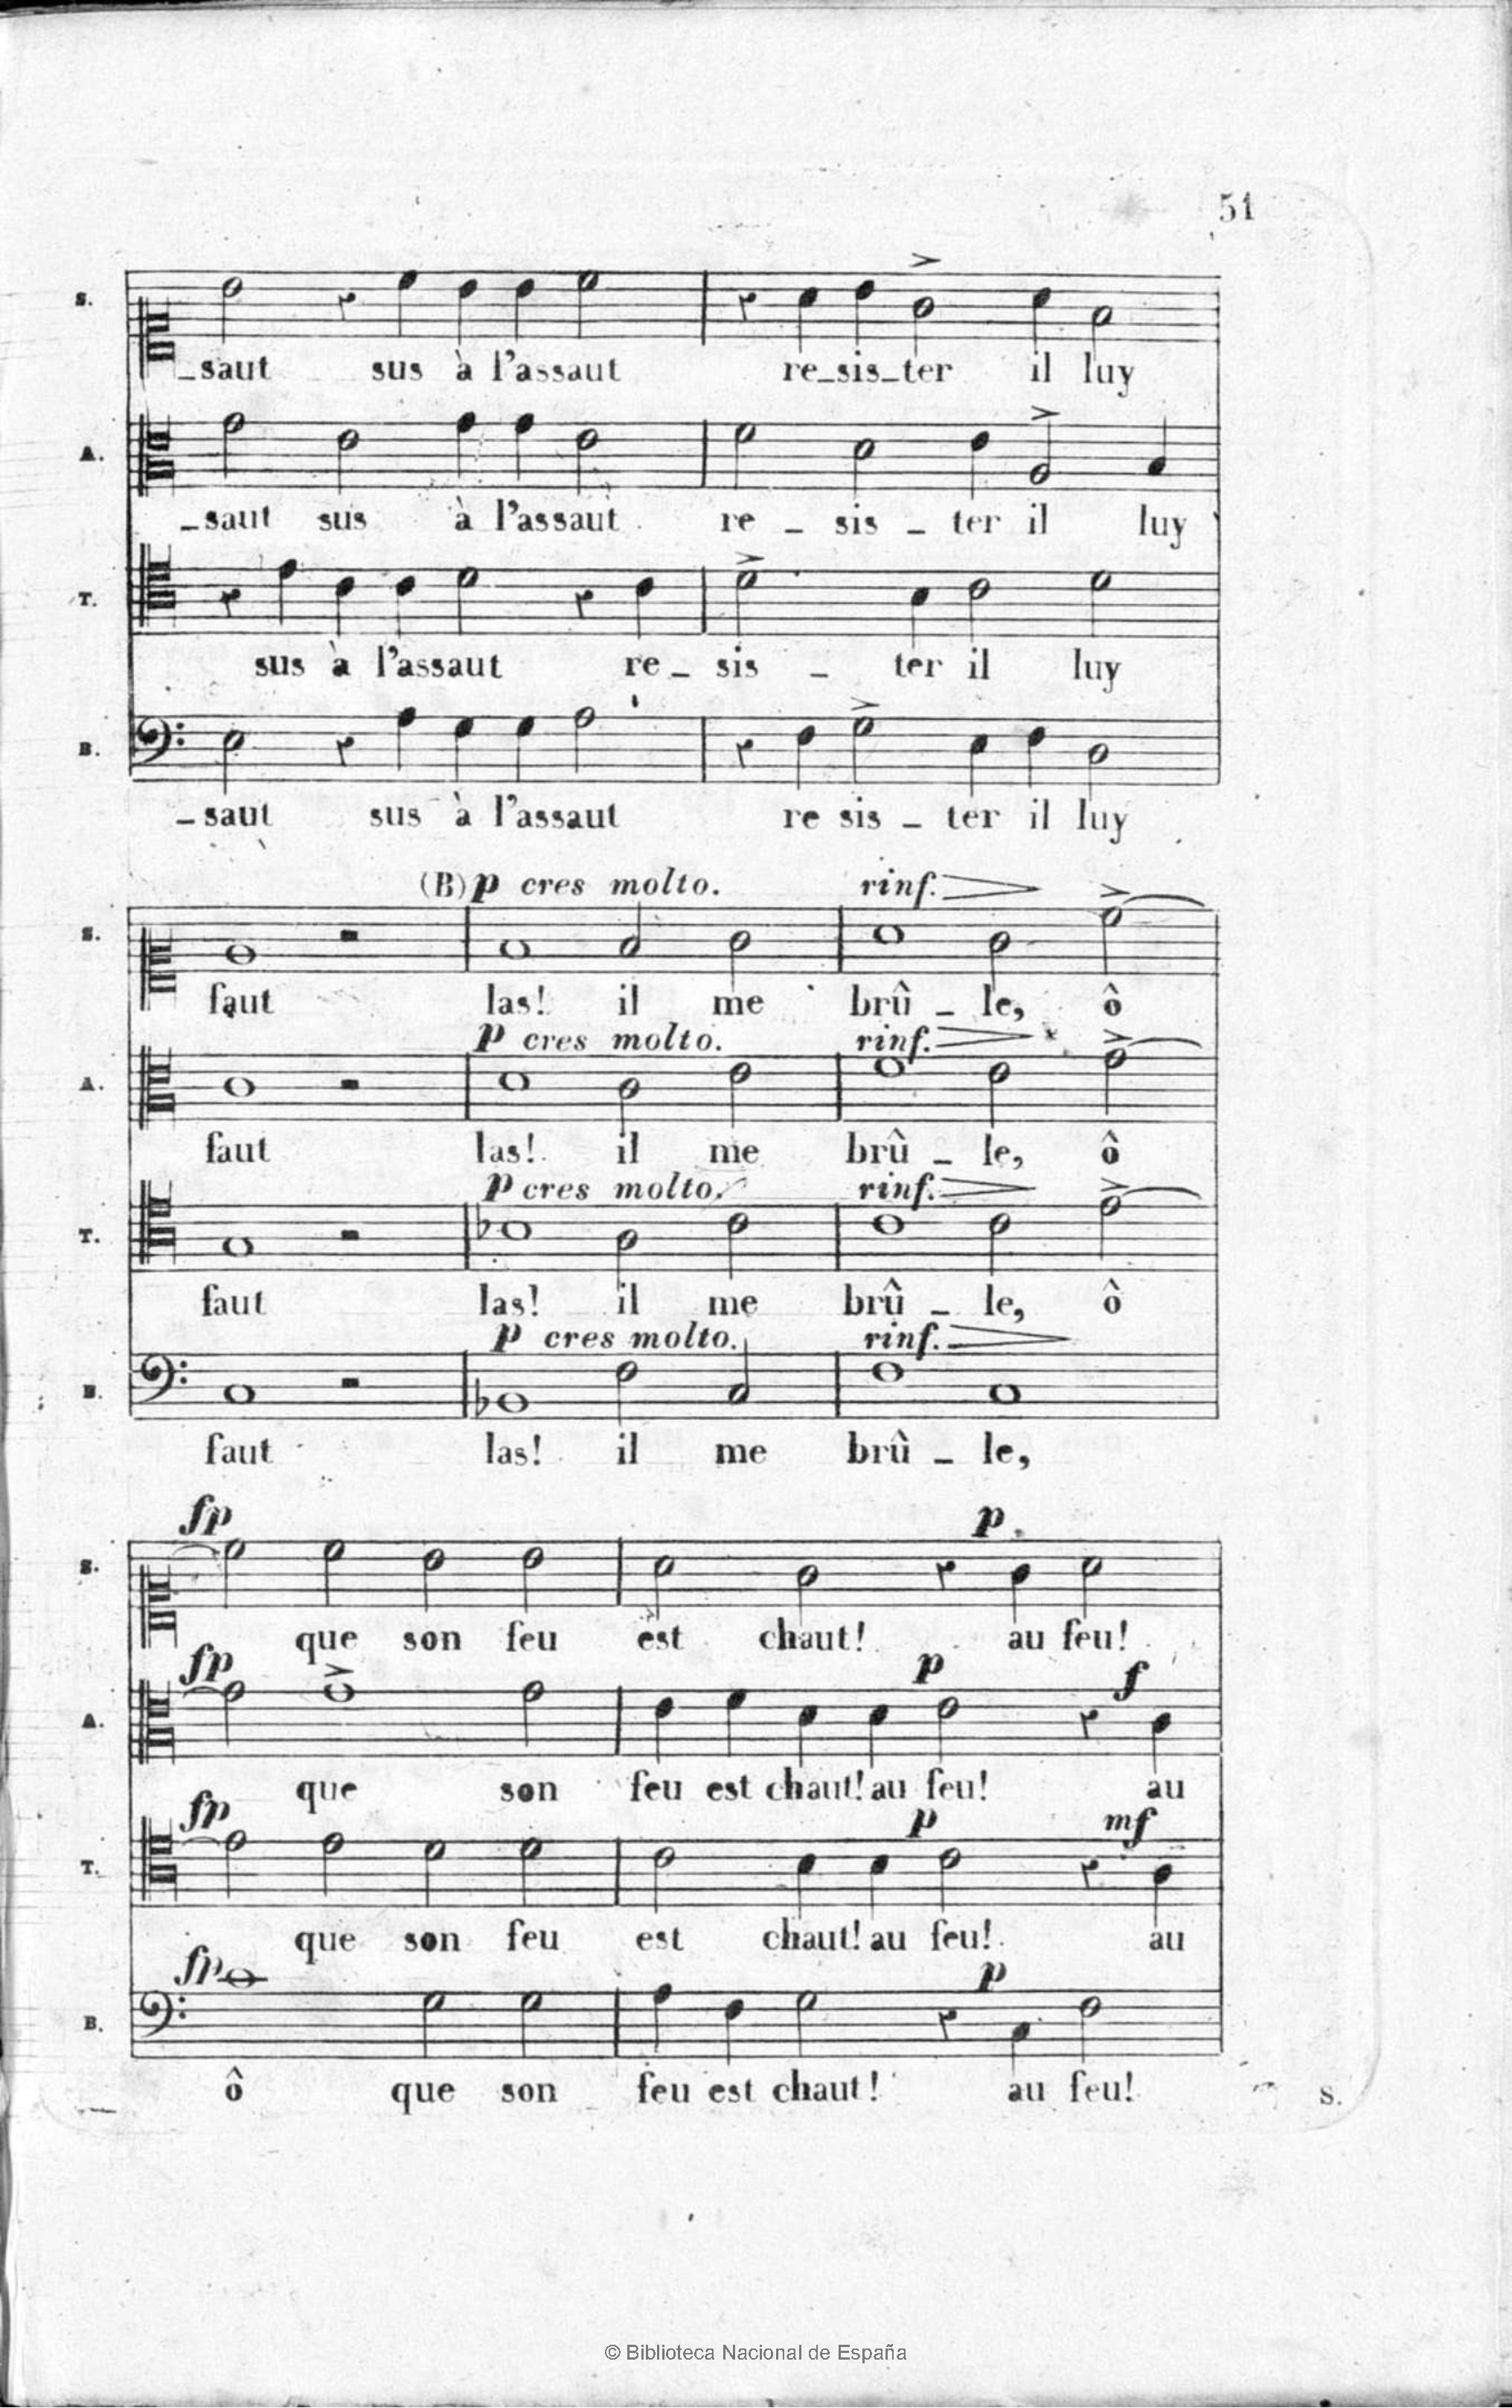 51
S.
_saut sus à l'assaut re_sis_ter il luy
A.
_saut sus à l'assaut re _ sis _ ter il luy
T.
sus à l'assaut re _ sis _ ter il luy
B.
_saut sus à l'assaut re sis _ ter il luy
(B) p cres molto. rinf.
S.
faut las! il me brû _ le, ô
p cres molto. rinf.
A.
faut las! il me brû _ le, ô
p cres molto. rinf.
T.
faut las! il me brû _ le, ô
p cres molto. rinf.
B.
faut las! il me brû _ le,
fp p
S.
que son feu est chaut! au feu!
fp p f
A.
que son feu est chaut! au feu! au
fp p mf
T.
que son feu est chaut! au feu! au
fp p
B.
ô que son feu est chaut! au feu!
S.
© Biblioteca Nacional de España